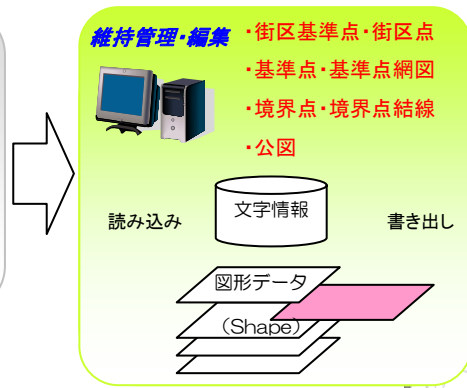 維持管理・編集
・街区基準点・街区点
・基準点・基準点網図
・境界点・境界点結線
・公図
文字情報
読み込み
書き出し
図形データ
（Shape）